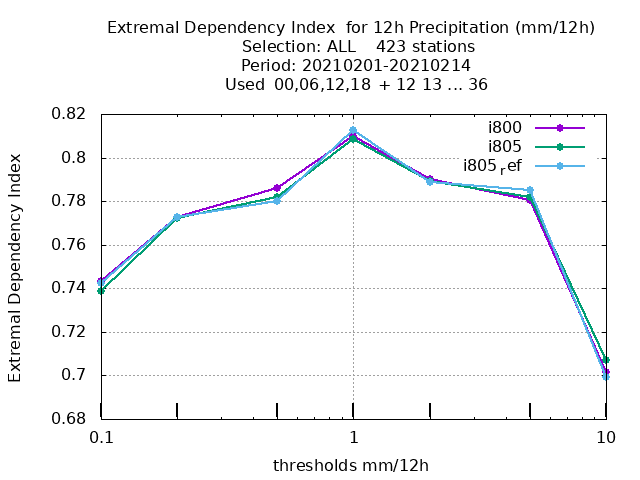 Extremal Dependency Index  for 12h Precipitation (mm/12h)
Selection: ALL    423 stations
Period: 20210201-20210214
Used  00,06,12,18  + 12 13 ... 36
Extremal Dependency Index
0.82
0.8
0.78
0.76
0.74
0.72
0.7
0.68
i800
i805
i805ref
0.1
1
10
thresholds mm/12h